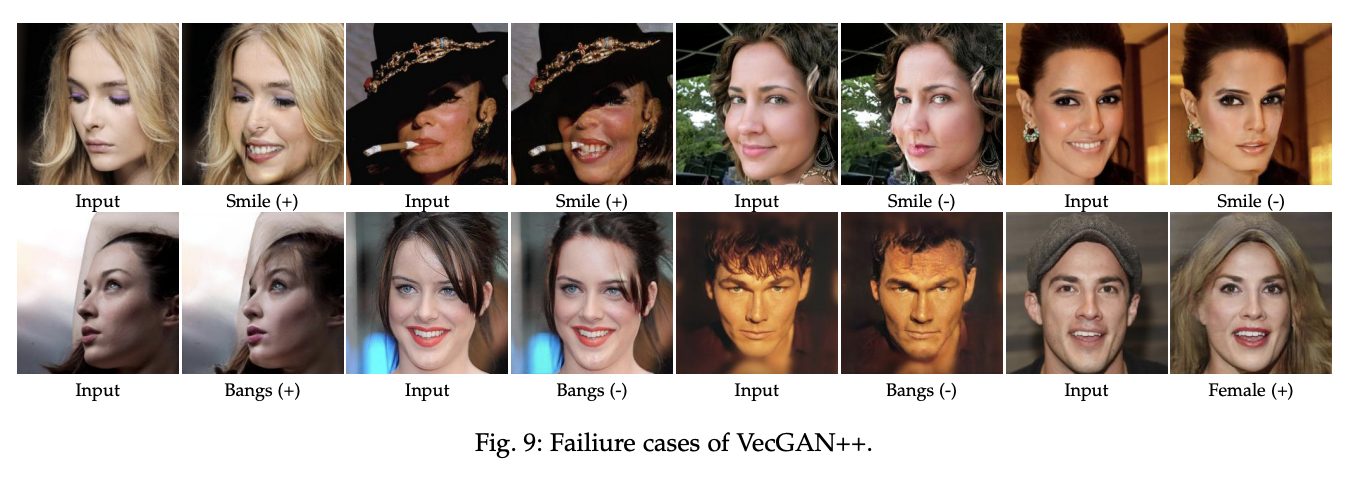 Input Smile (+) Input Smile (+) Input Smile (-) Input Smile (-)
Input Bangs (+) Input Bangs (-) Input Bangs (-) Input Female (+)
Fig. 9: Failiure cases of VecGAN++.